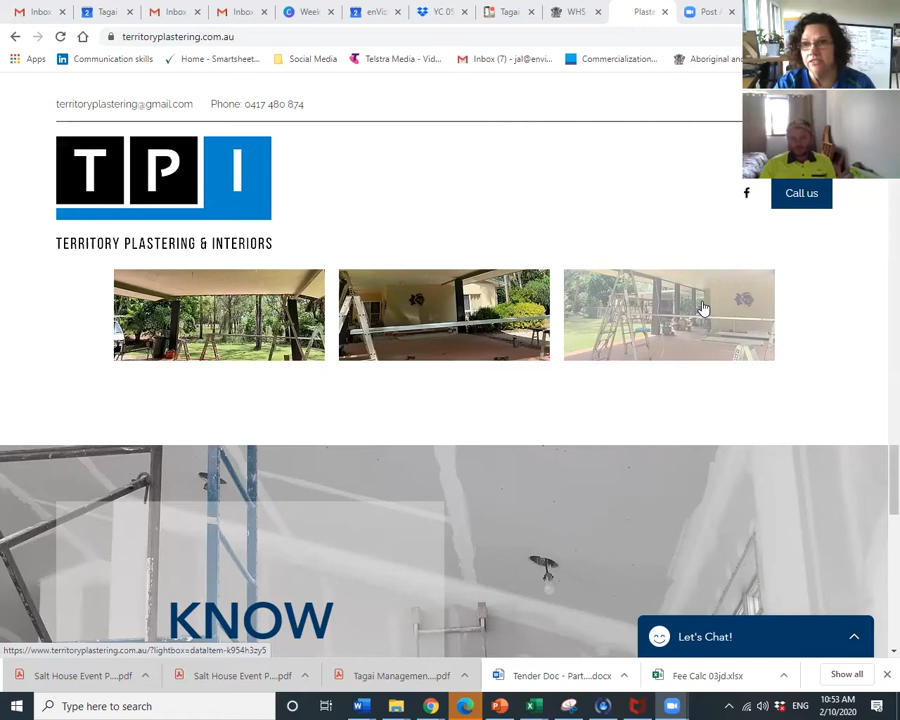 Inbox
Tagai
Inbox
Inbox
Week
enVi
YC 05
Tagai
WHS
Plaste
Post A
territoryplastering.com.au
Apps
Communication skills
Home - Smartsheet...
Social Media
Telstra Media - Vid...
Inbox (7) - jal@envi...
Commercialization...
Aboriginal and
territoryplastering@gmail.com Phone: 0417 480 874
TPI
Call us
TERRITORY PLASTERING & INTERIORS
KNOW
Let's Chat!
https://www.territoryplastering.com.au/?lightbox=dataItem-k954h3zy5
Salt House Event P....pdf
Salt House Event P....pdf
Tagai Managemen....pdf
Tender Doc - Part....docx
Fee Calc 03jd.xlsx
Show all
Type here to search
ENG
10:53 AM
2/10/2020